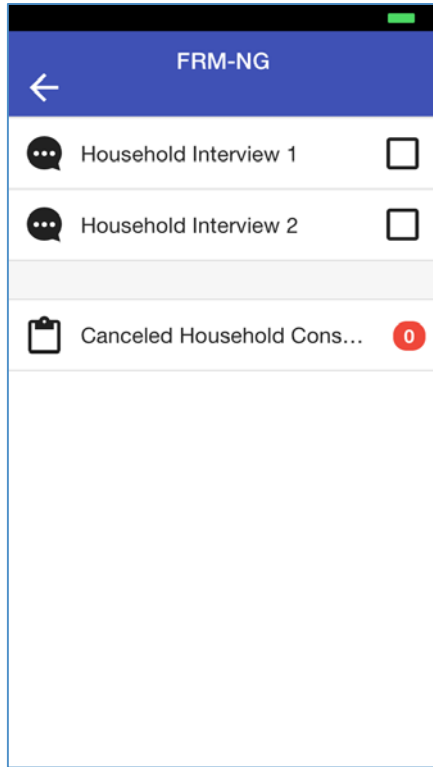 FRM-NG
Household Interview 1
Household Interview 2
Canceled Household Cons...
0